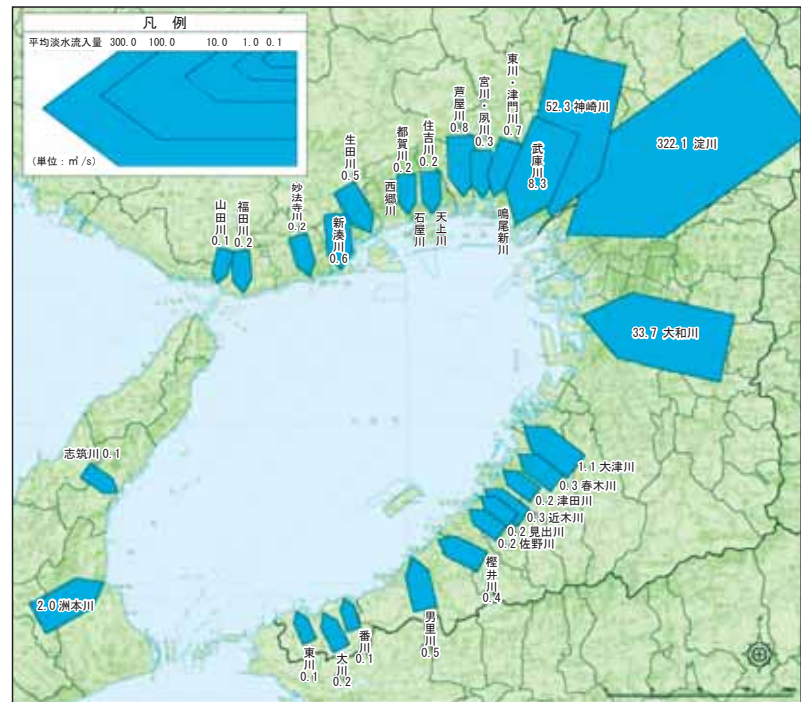 凡 例
平均淡水流入量 300.0 100.0 10.0 1.0 0.1
(単位:㎥/s)
山田川 0.1
福田川 0.2
妙法寺川 0.2
新湊川 0.6
生田川 0.5
西郷川
都賀川 0.2
石屋川
住吉川 0.2
天上川
芦屋川 0.8
宮川・夙川 0.3
東川・津門川 0.7
鳴尾新川
武庫川 8.3
52.3 神崎川
322.1 淀川
33.7 大和川
1.1 大津川
0.3 春木川
0.2 津田川
0.3 近木川
0.2 見出川
0.2 佐野川
樫井川 0.4
男里川 0.5
番川 0.1
大川 0.2
東川 0.1
志筑川 0.1
2.0 洲本川